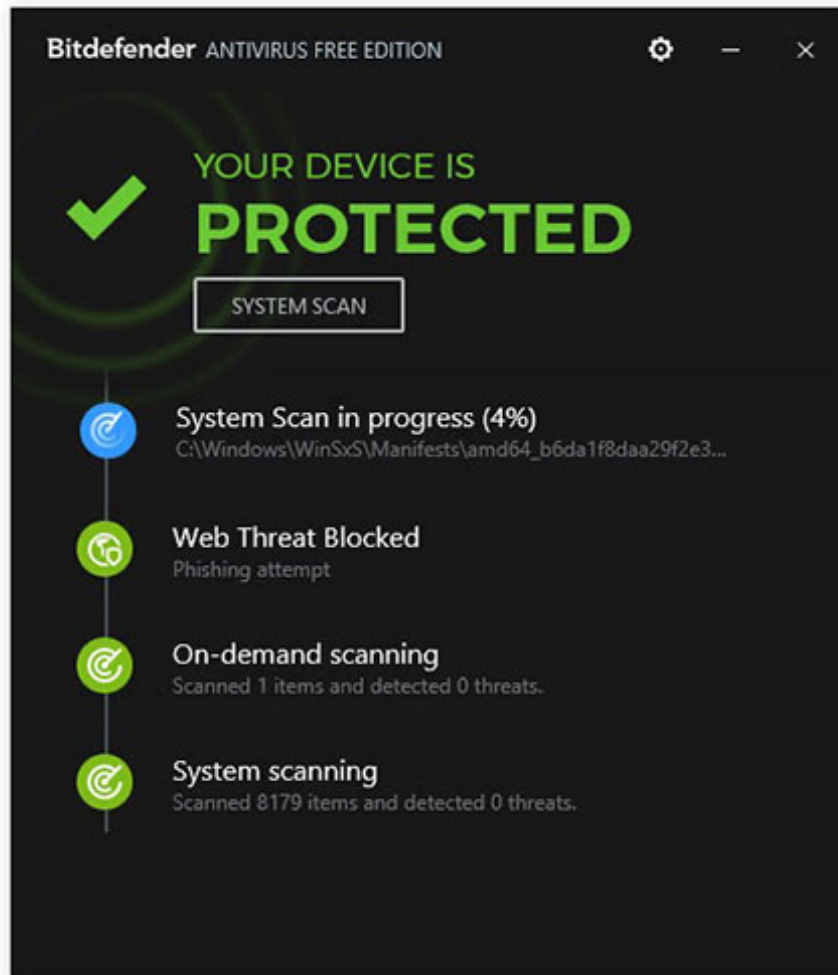 Bitdefender ANTIVIRUS FREE EDITION
YOUR DEVICE IS
PROTECTED
SYSTEM SCAN
System Scan in progress (4%)
C:\Windows\WinSxS\Manifests\amd64_b6da1f8daa29f2e3...
Web Threat Blocked
Phishing attempt
On-demand scanning
Scanned 1 items and detected 0 threats.
System scanning
Scanned 8179 items and detected 0 threats.